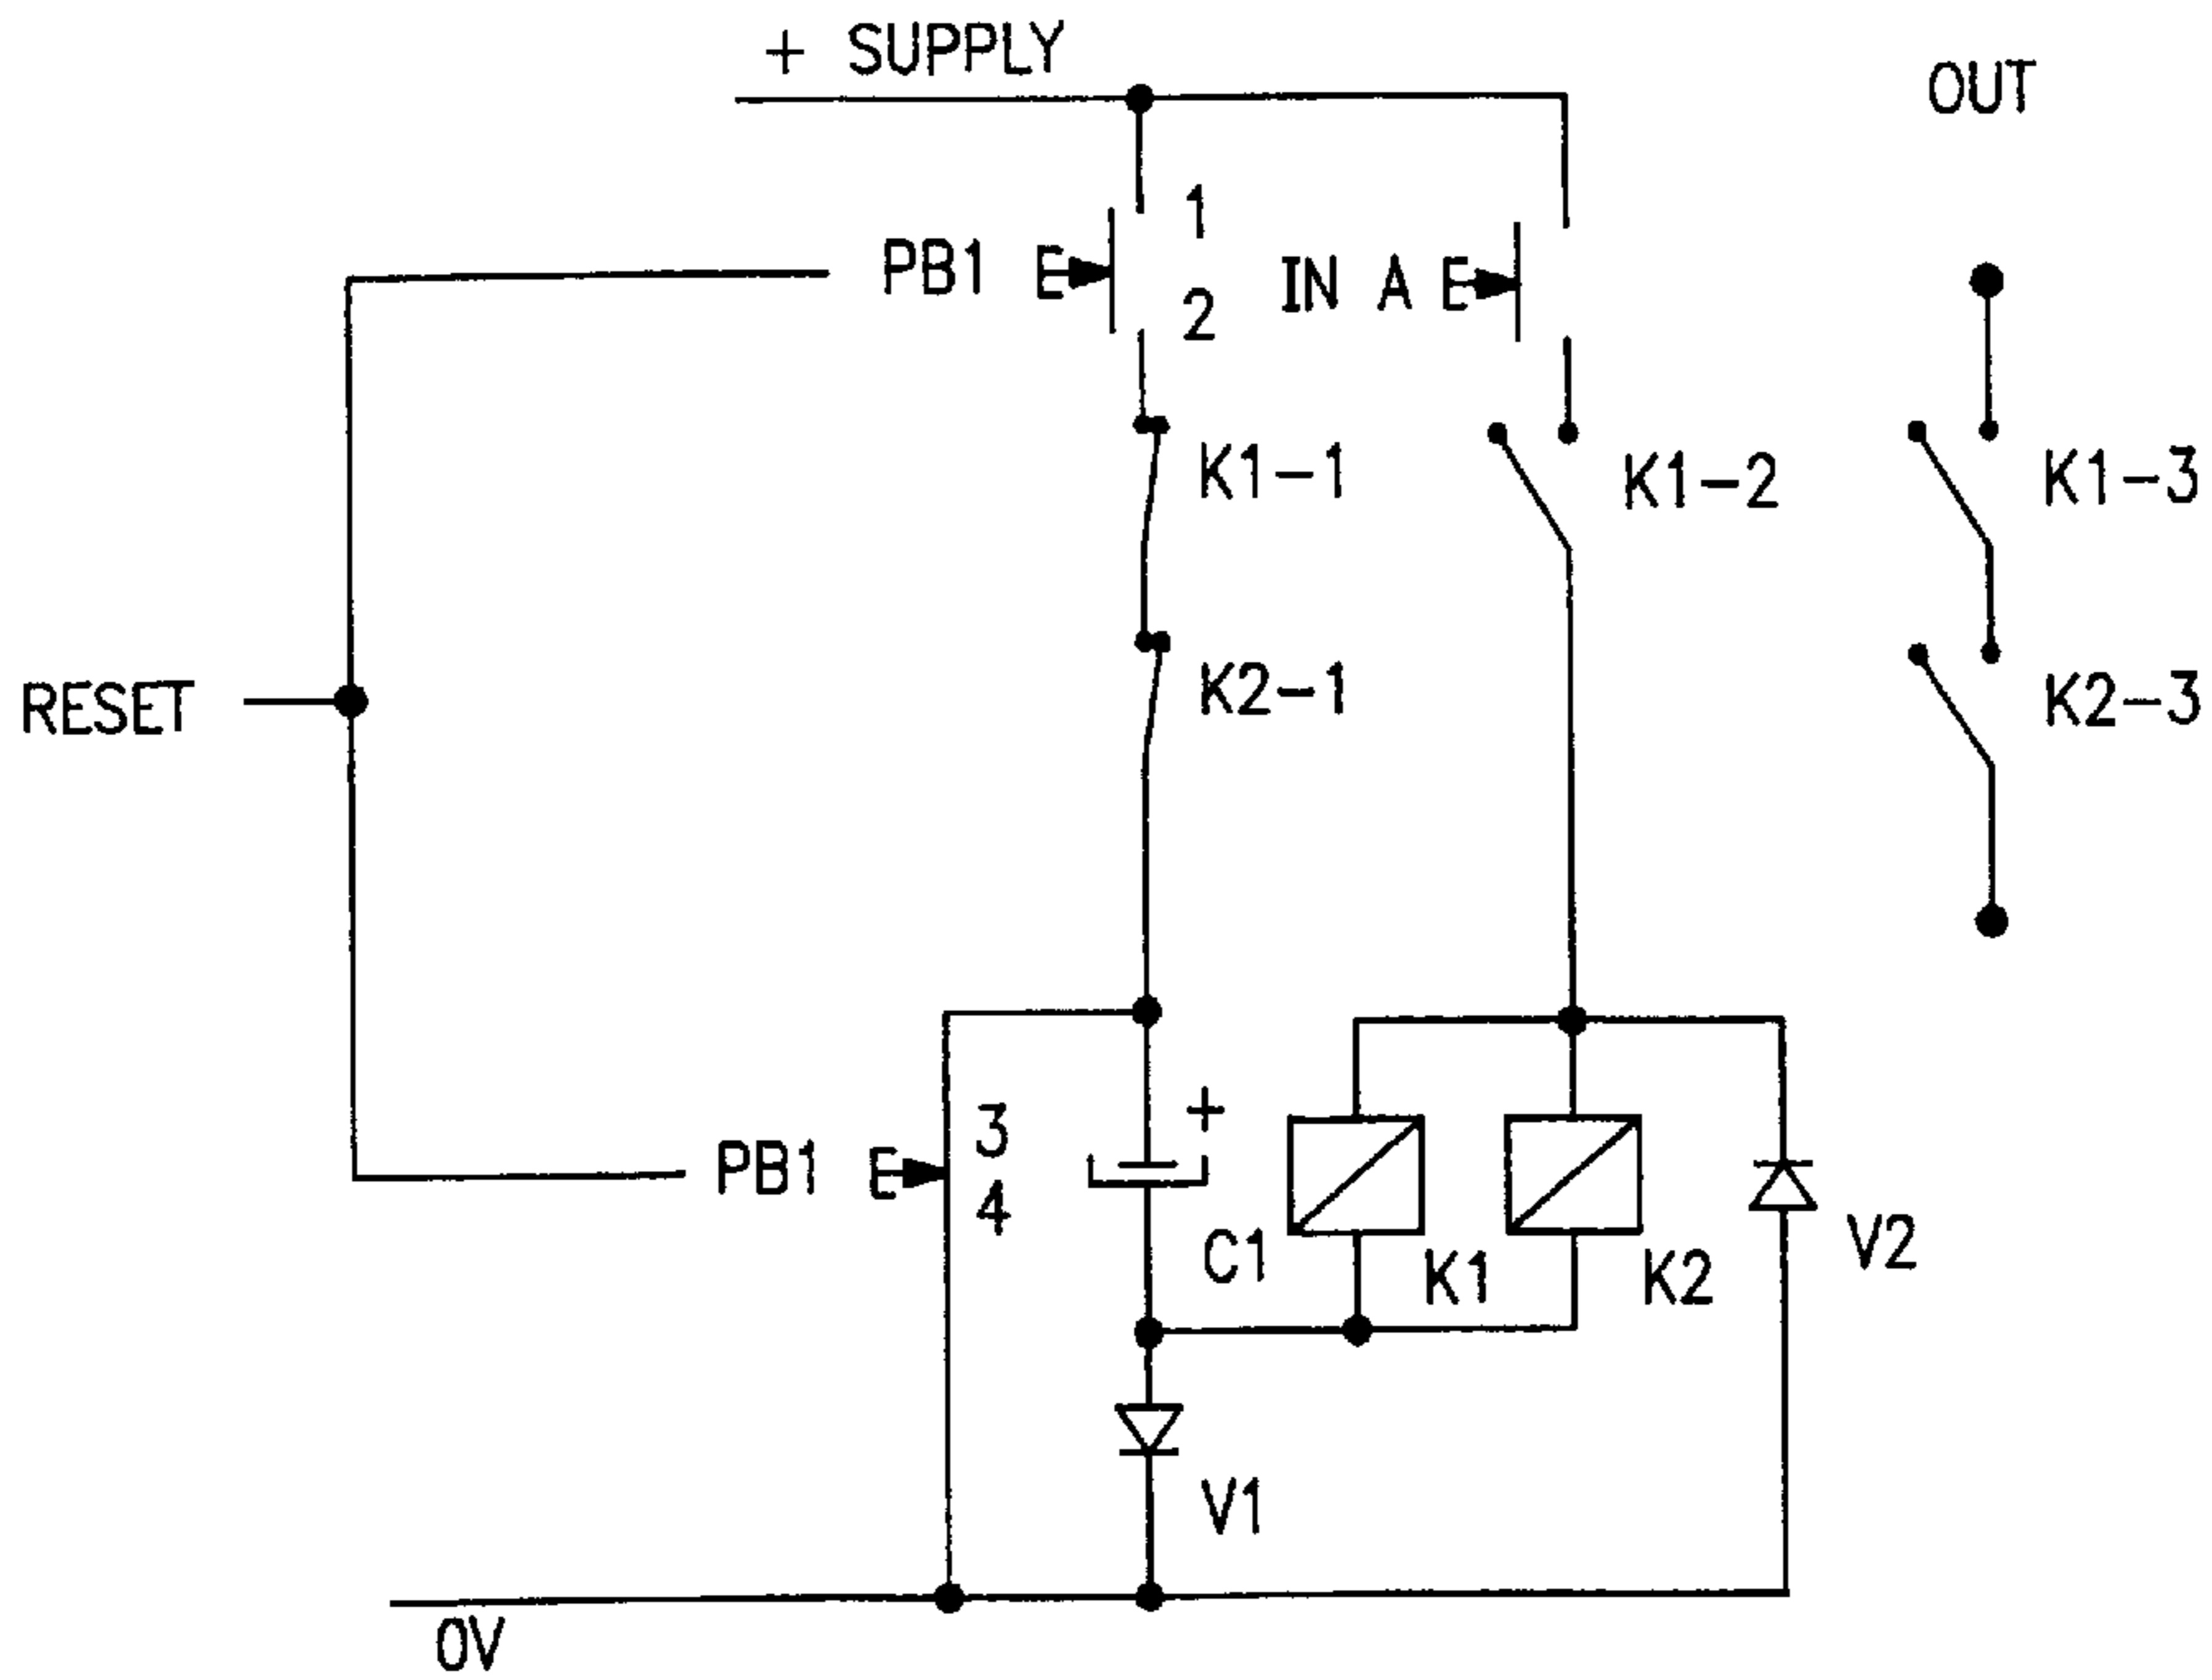 + SUPPLY
OUT
1
PB1
2
IN A
K1-1
K1-2
K1-3
RESET
K2-1
K2-3
+
3
PB1
4
C1
K1
K2
V2
V1
0V